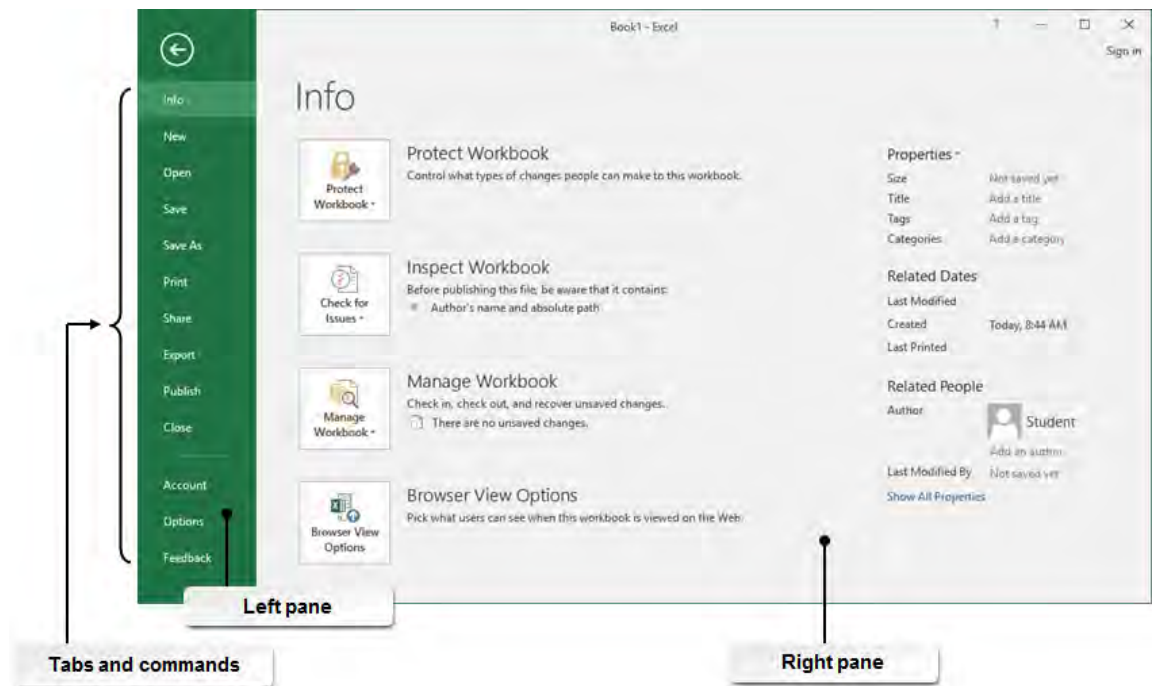 Book1 - Excel
?
Sign in
Info
New
Open
Save
Save As
Print
Share
Export
Publish
Close
Account
Options
Feedback
Info
Protect Workbook
Protect Workbook
Control what types of changes people can make to this workbook.
Check for Issues
Inspect Workbook
Before publishing this file, be aware that it contains:
Author's name and absolute path
Manage Workbook
Manage Workbook
Check in, check out, and recover unsaved changes.
There are no unsaved changes.
Browser View Options
Browser View Options
Pick what users can see when this workbook is viewed on the Web.
Properties
Size Not saved yet
Title Add a title
Tags Add a tag
Categories Add a category
Related Dates
Last Modified
Created Today, 8:44 AM
Last Printed
Related People
Author Student
Add an author
Last Modified By Not saved yet
Show All Properties
Left pane
Tabs and commands
Right pane